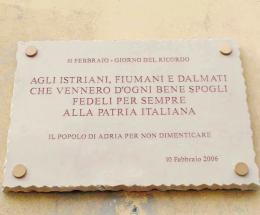 10 FEBBRAIO - GIORNO DEL RICORDO
AGLI ISTRIANI, FIUMANI E DALMATI
CHE VENNERO D'OGNI BENE SPOGLI
FEDELI PER SEMPRE
ALLA PATRIA ITALIANA
IL POPOLO DI ADRIA PER NON DIMENTICARE
10 Febbraio 2006